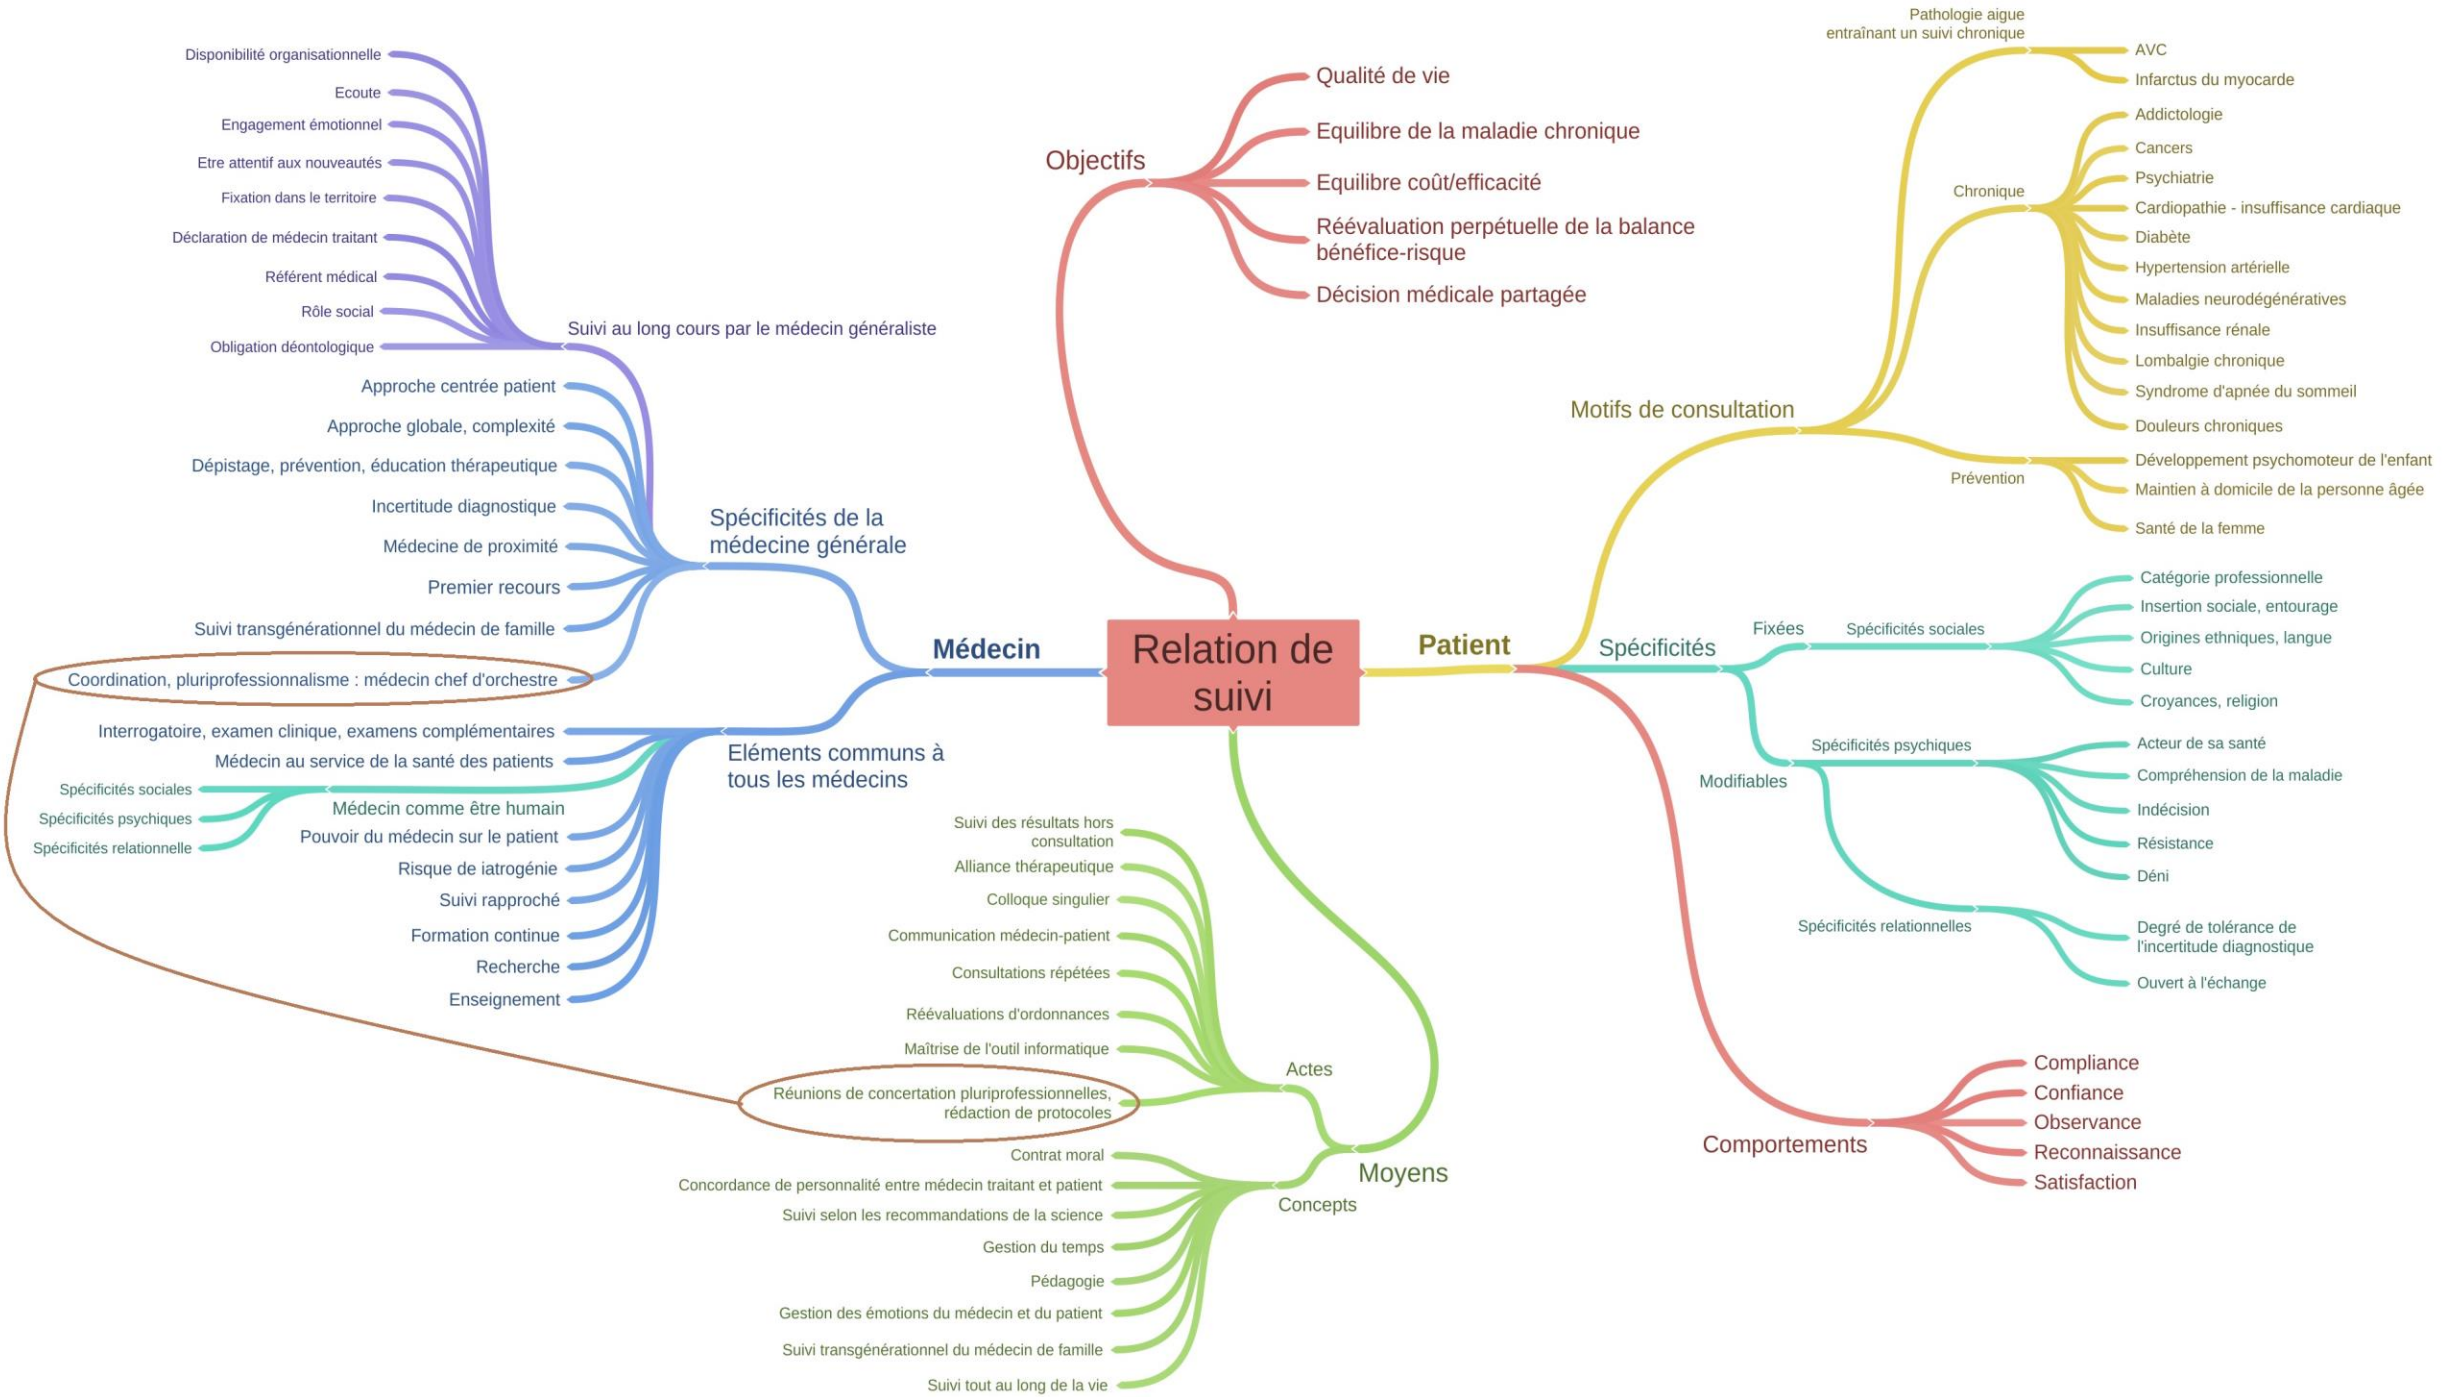 Relation de
suivi
Objectifs
Qualité de vie
Equilibre de la maladie chronique
Equilibre coût/efficacité
Réévaluation perpétuelle de la balance
bénéfice-risque
Décision médicale partagée
Patient
Motifs de consultation
Pathologie aigue
entraînant un suivi chronique
AVC
Infarctus du myocarde
Chronique
Addictologie
Cancers
Psychiatrie
Cardiopathie - insuffisance cardiaque
Diabète
Hypertension artérielle
Maladies neurodégénératives
Insuffisance rénale
Lombalgie chronique
Syndrome d'apnée du sommeil
Douleurs chroniques
Prévention
Développement psychomoteur de l'enfant
Maintien à domicile de la personne âgée
Santé de la femme
Spécificités
Fixées
Spécificités sociales
Catégorie professionnelle
Insertion sociale, entourage
Origines ethniques, langue
Culture
Croyances, religion
Modifiables
Spécificités psychiques
Acteur de sa santé
Compréhension de la maladie
Indécision
Résistance
Déni
Spécificités relationnelles
Degré de tolérance de
l'incertitude diagnostique
Ouvert à l'échange
Comportements
Compliance
Confiance
Observance
Reconnaissance
Satisfaction
Moyens
Actes
Suivi des résultats hors
consultation
Alliance thérapeutique
Colloque singulier
Communication médecin-patient
Consultations répétées
Réévaluations d'ordonnances
Maîtrise de l'outil informatique
Réunions de concertation pluriprofessionnelles,
rédaction de protocoles
Concepts
Contrat moral
Concordance de personnalité entre médecin traitant et patient
Suivi selon les recommandations de la science
Gestion du temps
Pédagogie
Gestion des émotions du médecin et du patient
Suivi transgénérationnel du médecin de famille
Suivi tout au long de la vie
Médecin
Spécificités de la
médecine générale
Suivi au long cours par le médecin généraliste
Disponibilité organisationnelle
Ecoute
Engagement émotionnel
Etre attentif aux nouveautés
Fixation dans le territoire
Déclaration de médecin traitant
Référent médical
Rôle social
Obligation déontologique
Approche centrée patient
Approche globale, complexité
Dépistage, prévention, éducation thérapeutique
Incertitude diagnostique
Médecine de proximité
Premier recours
Suivi transgénérationnel du médecin de famille
Coordination, pluriprofessionnalisme : médecin chef d'orchestre
Eléments communs à
tous les médecins
Interrogatoire, examen clinique, examens complémentaires
Médecin au service de la santé des patients
Médecin comme être humain
Spécificités sociales
Spécificités psychiques
Spécificités relationnelle
Pouvoir du médecin sur le patient
Risque de iatrogénie
Suivi rapproché
Formation continue
Recherche
Enseignement